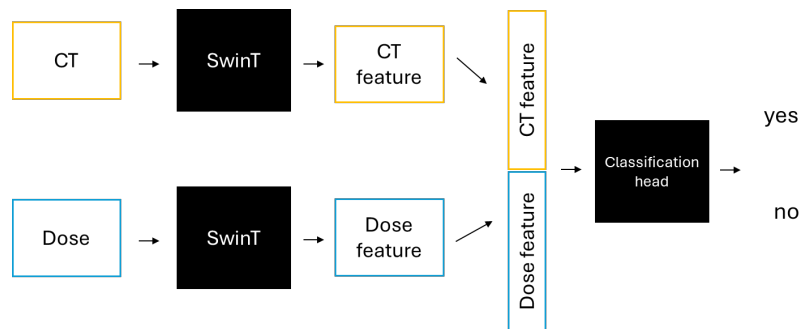 CT
SwinT
CT
feature
CT feature
Classification
head
yes
no
Dose
SwinT
Dose
feature
Dose feature